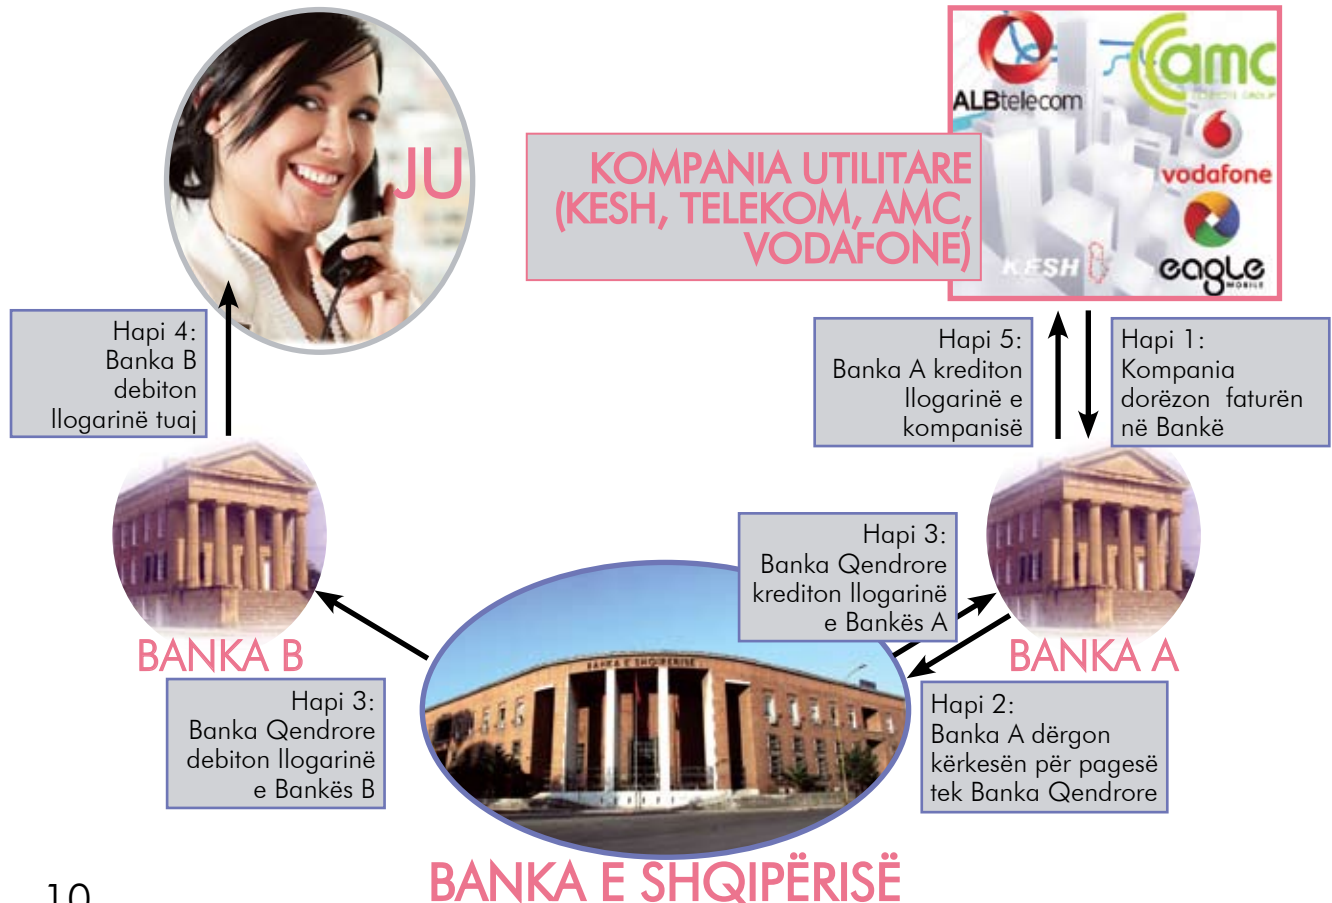 JU
ALBtelecom
amc
vodafone
KESH
eagle
MOBILE
KOMPANIA UTILITARE
(KESH, TELEKOM, AMC,
VODAFONE)
Hapi 4:
Banka B
debiton
llogarinë tuaj
Hapi 5:
Banka A krediton
llogarinë e
kompanisë
Hapi 1:
Kompania
dorëzon faturën
në Bankë
Hapi 3:
Banka Qendrore
krediton llogarinë
e Bankës A
BANKA B
BANKA A
BANKA E SHQIPERISE
Hapi 3:
Banka Qendrore
debiton llogarinë
e Bankës B
Hapi 2:
Banka A dërgon
kërkesën për pagesë
tek Banka Qendrore
BANKA E SHQIPËRISË
10